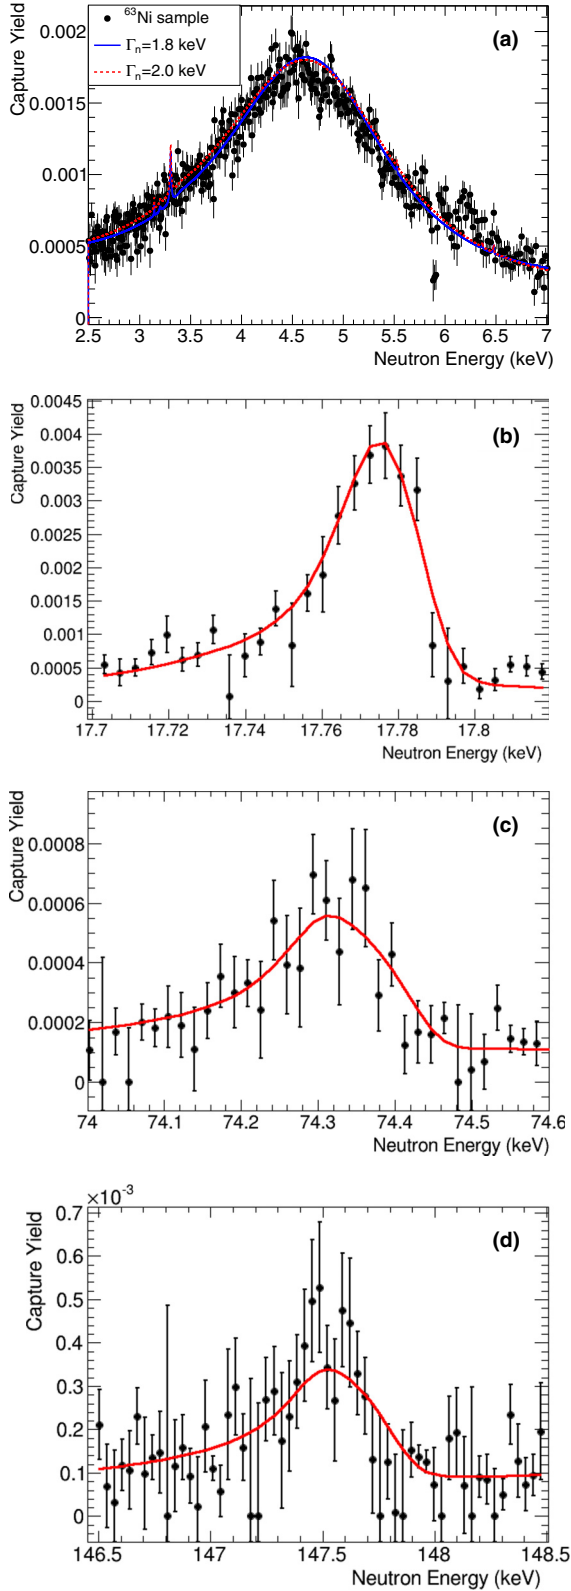 ⁶³Ni sample
Γn=1.8 keV
Γn=2.0 keV
(a)
Capture Yield
0.002
0.0015
0.001
0.0005
0
2.5 3 3.5 4 4.5 5 5.5 6 6.5 7
Neutron Energy (keV)
(b)
Capture Yield
0.0045
0.004
0.0035
0.003
0.0025
0.002
0.0015
0.001
0.0005
0
17.7 17.72 17.74 17.76 17.78 17.8
Neutron Energy (keV)
(c)
Capture Yield
0.0008
0.0006
0.0004
0.0002
0
74 74.1 74.2 74.3 74.4 74.5 74.6
Neutron Energy (keV)
×10⁻³
(d)
Capture Yield
0.7
0.6
0.5
0.4
0.3
0.2
0.1
0
146.5 147 147.5 148 148.5
Neutron Energy (keV)